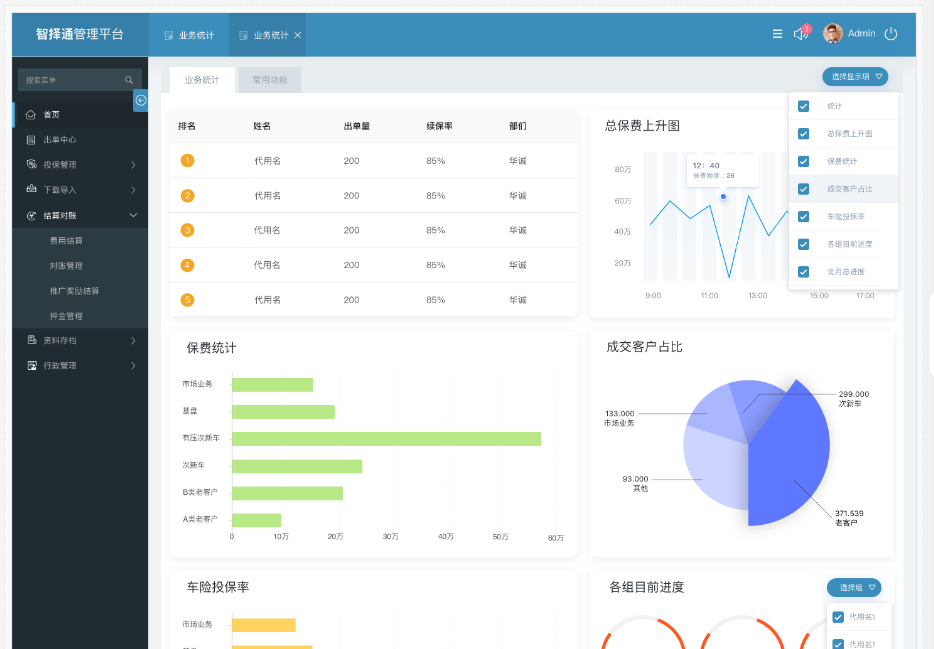 智择通管理平台
业务统计
业务统计
3
Admin
搜索菜单
首页
出单中心
投保管理
下载导入
结算对账
费用结算
对账管理
推广奖励结算
押金管理
资料存档
行政管理
业务统计
常用功能
选择显示项
统计
总保费上升图
保费统计
成交客户占比
车险投保率
各组目前进度
北月总进度
排名 姓名 出单量 续保率 部们
1 代用名 200 85% 华诚
2 代用名 200 85% 华诚
3 代用名 200 85% 华诚
4 代用名 200 85% 华诚
5 代用名 200 85% 华诚
总保费上升图
12：40
保费额度：26
80万
60万
40万
20万
9:00 11:00 13:00 15:00 17:00
保费统计
市场业务
基盘
有压次新车
次新车
B类老客户
A类老客户
0 10万 20万 30万 40万 50万 60万
成交客户占比
299.000
次新车
133.000
市场业务
93.000
其他
371.539
老客户
车险投保率
市场业务
各组目前进度
选择组
代用名1
代用名1